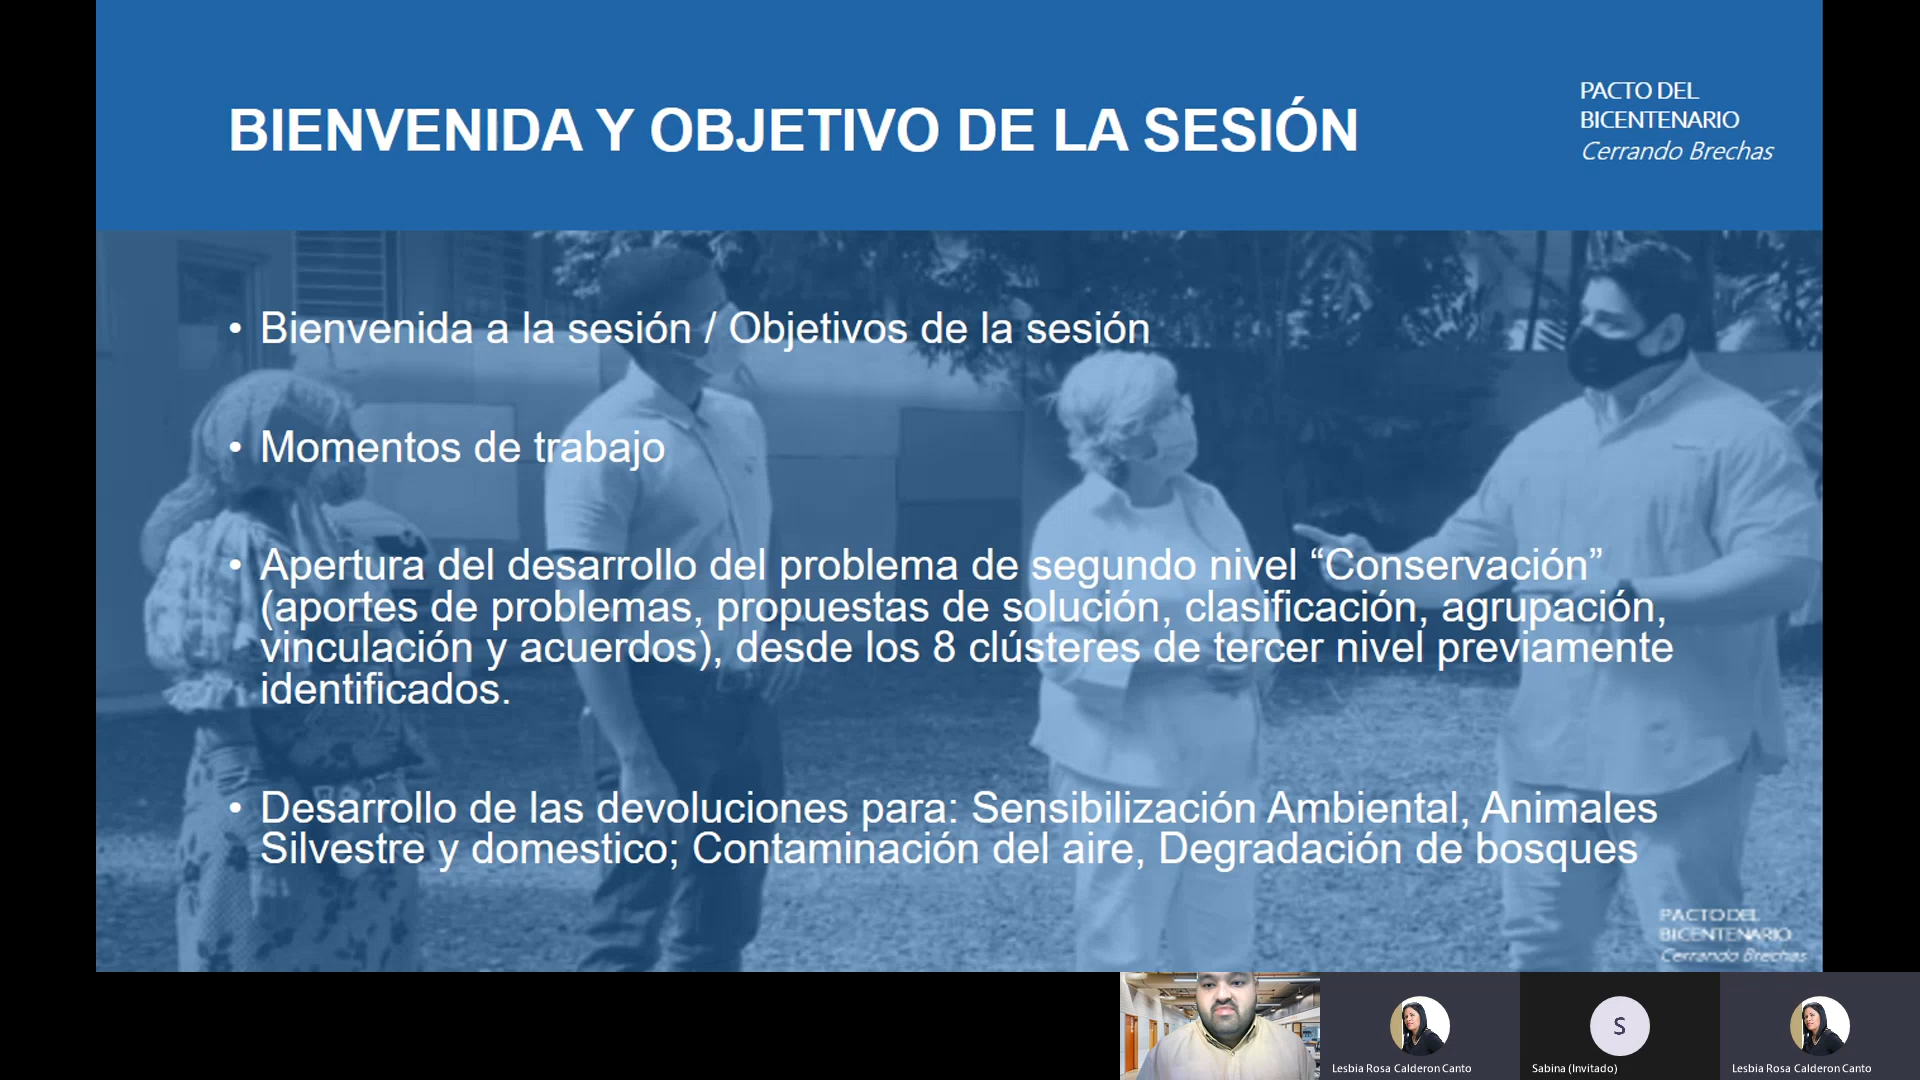 BIENVENIDA Y OBJETIVO DE LA SESIÓN
PACTO DEL
BICENTENARIO
Cerrando Brechas
• Bienvenida a la sesión / Objetivos de la sesión
• Momentos de trabajo
• Apertura del desarrollo del problema de segundo nivel “Conservación”
(aportes de problemas, propuestas de solución, clasificación, agrupación,
vinculación y acuerdos), desde los 8 clústeres de tercer nivel previamente
identificados.
• Desarrollo de las devoluciones para: Sensibilización Ambiental, Animales
Silvestre y domestico; Contaminación del aire, Degradación de bosques
PACTO DEL
BICENTENARIO
Cerrando Brechas
S
Lesbia Rosa Calderon Canto
Sabina (Invitado)
Lesbia Rosa Calderon Canto